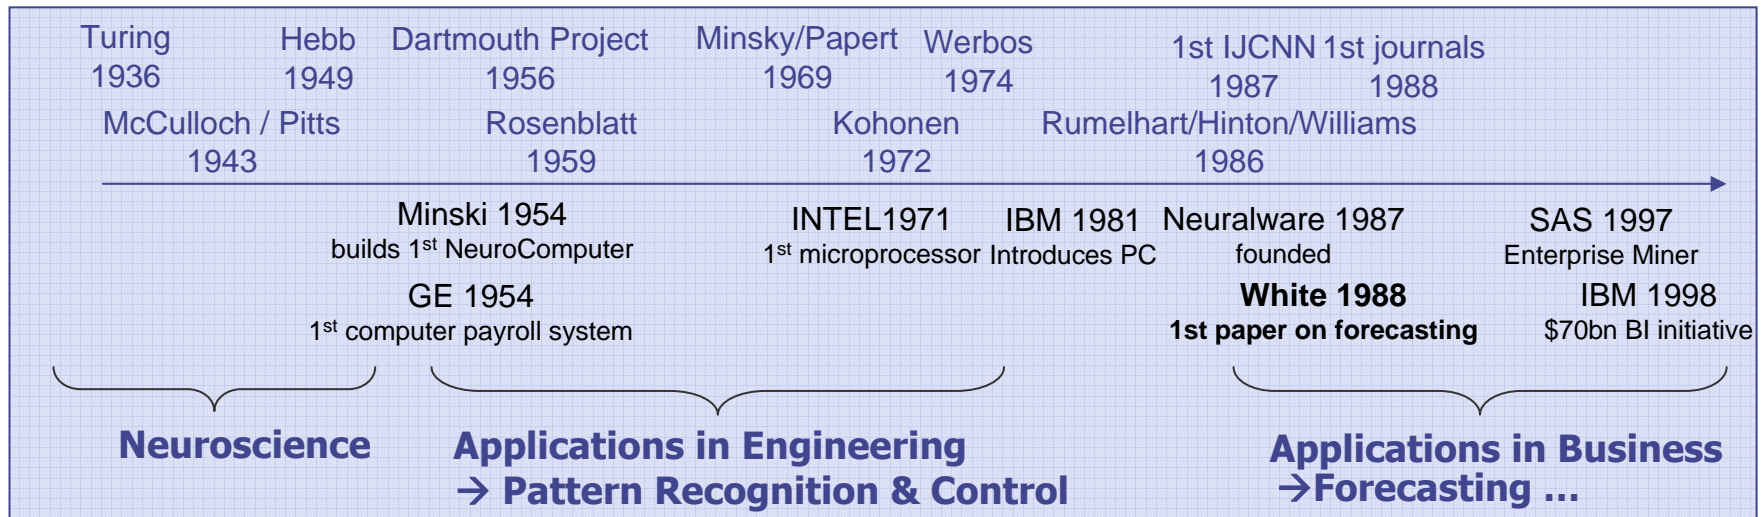 Turing Hebb Dartmouth Project Minsky/Papert Werbos 1st IJCNN 1st journals
1936 1949 1956 1969 1974 1987 1988
McCulloch / Pitts Rosenblatt Kohonen Rumelhart/Hinton/Williams
1943 1959 1972 1986
Minski 1954 INTEL1971 IBM 1981 Neuralware 1987 SAS 1997
builds 1st NeuroComputer 1st microprocessor Introduces PC founded Enterprise Miner
GE 1954 White 1988 IBM 1998
1st computer payroll system 1st paper on forecasting $70bn BI initiative
Neuroscience Applications in Engineering Applications in Business
→ Pattern Recognition & Control →Forecasting ...